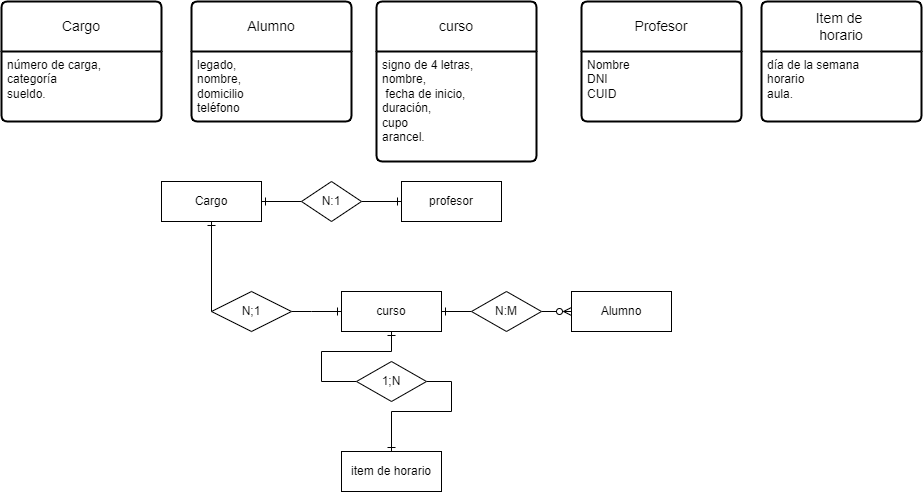 Cargo
número de carga,
categoría
sueldo.
Alumno
legado,
nombre,
domicilio
teléfono
curso
signo de 4 letras,
nombre,
fecha de inicio,
duración,
cupo
arancel.
Profesor
Nombre
DNI
CUID
Item de
horario
día de la semana
horario
aula.
Cargo
N:1
profesor
N;1
curso
N:M
Alumno
1;N
item de horario